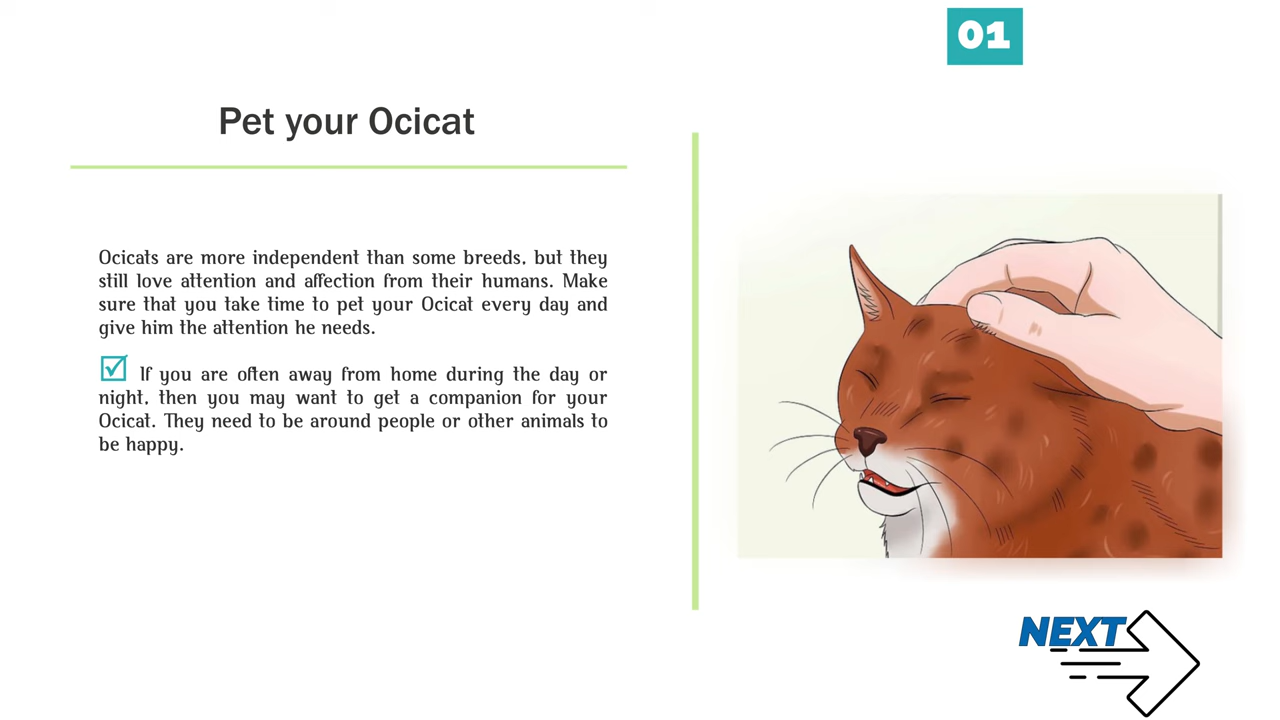 01
Pet your Ocicat
Ocicats are more independent than some breeds, but they
still love attention and affection from their humans. Make
sure that you take time to pet your Ocicat every day and
give him the attention he needs.
If you are often away from home during the day or
night, then you may want to get a companion for your
Ocicat. They need to be around people or other animals to
be happy.
NEXT